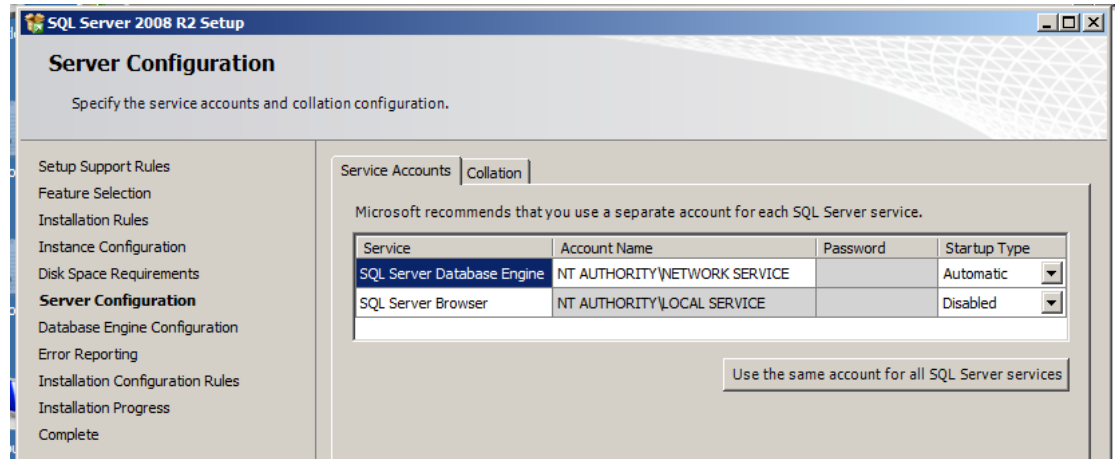 SQL Server 2008 R2 Setup
Server Configuration
Specify the service accounts and collation configuration.
Setup Support Rules
Feature Selection
Installation Rules
Instance Configuration
Disk Space Requirements
Server Configuration
Database Engine Configuration
Error Reporting
Installation Configuration Rules
Installation Progress
Complete
Service Accounts Collation
Microsoft recommends that you use a separate account for each SQL Server service.
Service Account Name Password Startup Type
SQL Server Database Engine NT AUTHORITY\NETWORK SERVICE Automatic
SQL Server Browser NT AUTHORITY\LOCAL SERVICE Disabled
Use the same account for all SQL Server services